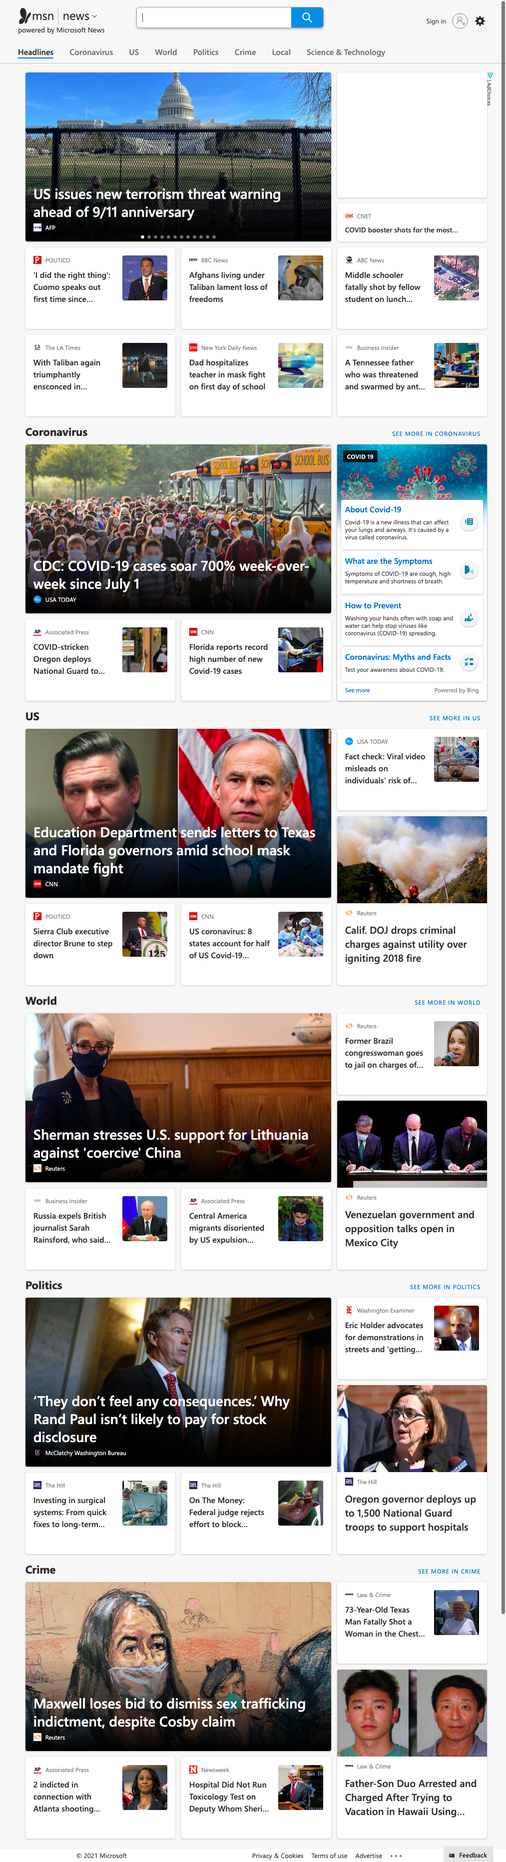 msn | news
powered by Microsoft News
Sign in
Headlines
Coronavirus
US
World
Politics
Crime
Local
Science & Technology
AdChoices
US issues new terrorism threat warning
ahead of 9/11 anniversary
AFP
CNET
COVID booster shots for the most...
POLITICO
'I did the right thing':
Cuomo speaks out
first time since...
BBC News
Afghans living under
Taliban lament loss of
freedoms
ABC News
Middle schooler
fatally shot by fellow
student on lunch...
The LA Times
With Taliban again
triumphantly
ensconced in...
New York Daily News
Dad hospitalizes
teacher in mask fight
on first day of school
Business Insider
A Tennessee father
who was threatened
and swarmed by ant...
Coronavirus
SEE MORE IN CORONAVIRUS
SCHOOL BUS
CDC: COVID-19 cases soar 700% week-over-
week since July 1
USA TODAY
COVID 19
About Covid-19
Covid-19 is a new illness that can affect
your lungs and airways. It's caused by a
virus called coronavirus.
What are the Symptoms
Symptoms of COVID-19 are cough, high
temperature and shortness of breath.
How to Prevent
Washing your hands often with soap and
water can help stop viruses like
coronavirus (COVID-19) spreading.
Coronavirus: Myths and Facts
Test your awareness about COVID-19.
See more
Powered by Bing
AP
Associated Press
COVID-stricken
Oregon deploys
National Guard to...
CNN
Florida reports record
high number of new
Covid-19 cases
US
SEE MORE IN US
Education Department sends letters to Texas
and Florida governors amid school mask
mandate fight
CNN
USA TODAY
Fact check: Viral video
misleads on
individuals' risk of...
Reuters
Calif. DOJ drops criminal
charges against utility over
igniting 2018 fire
POLITICO
Sierra Club executive
director Brune to step
down
125
CNN
US coronavirus: 8
states account for half
of US Covid-19...
World
SEE MORE IN WORLD
Sherman stresses U.S. support for Lithuania
against 'coercive' China
Reuters
Reuters
Former Brazil
congresswoman goes
to jail on charges of...
Reuters
Venezuelan government and
opposition talks open in
Mexico City
Business Insider
Russia expels British
journalist Sarah
Rainsford, who said...
AP
Associated Press
Central America
migrants disoriented
by US expulsion...
Politics
SEE MORE IN POLITICS
‘They don’t feel any consequences.’ Why
Rand Paul isn’t likely to pay for stock
disclosure
McClatchy Washington Bureau
Washington Examiner
Eric Holder advocates
for demonstrations in
streets and 'getting...
The Hill
Oregon governor deploys up
to 1,500 National Guard
troops to support hospitals
The Hill
Investing in surgical
systems: From quick
fixes to long-term...
The Hill
On The Money:
Federal judge rejects
effort to block...
Crime
SEE MORE IN CRIME
Maxwell loses bid to dismiss sex trafficking
indictment, despite Cosby claim
Reuters
Law & Crime
73-Year-Old Texas
Man Fatally Shot a
Woman in the Chest...
Law & Crime
Father-Son Duo Arrested and
Charged After Trying to
Vacation in Hawaii Using...
AP
Associated Press
2 indicted in
connection with
Atlanta shooting...
Newsweek
Hospital Did Not Run
Toxicology Test on
Deputy Whom Sheri...
© 2021 Microsoft
Privacy & Cookies
Terms of use
Advertise
...
Feedback